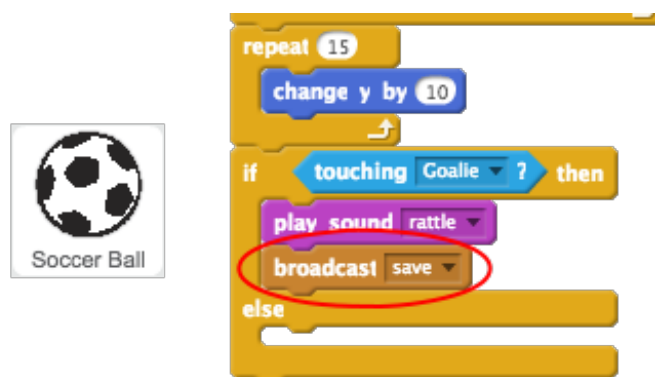 repeat 15
change y by 10
if touching Goalie ? then
play sound rattle
broadcast save
else
Soccer Ball